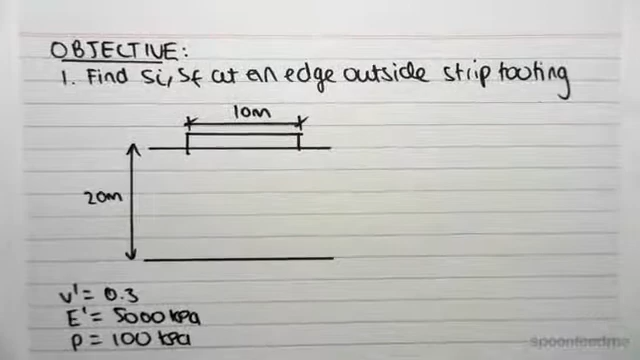 OBJECTIVE:
1. Find Si, Sf at an edge outside strip footing
10m
20m
v' = 0.3
E' = 5000 kPa
p = 100 kPa
spoonfeedme